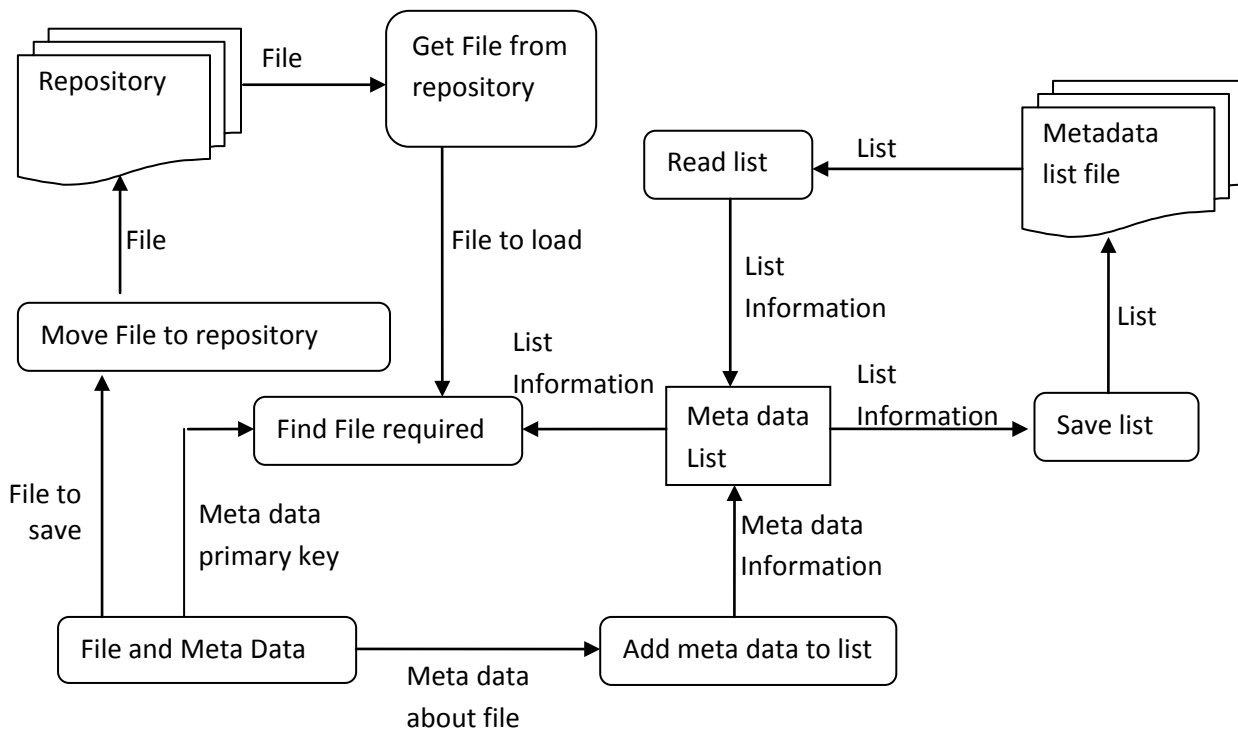 Repository
File
Get File from
repository
Metadata
list file
List
Read list
File
File to load
List
Information
List
Move File to repository
List
Information
List
Information
Find File required
Meta data
List
Save list
File to
save
Meta data
primary key
Meta data
Information
File and Meta Data
Add meta data to list
Meta data
about file